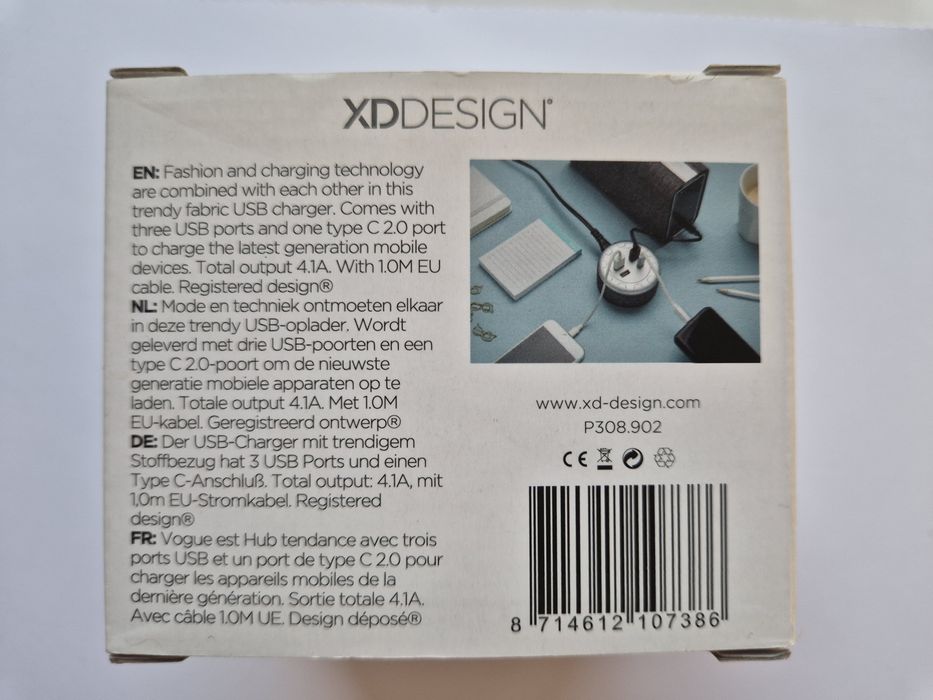 XDDESIGN®
EN: Fashion and charging technology
are combined with each other in this
trendy fabric USB charger. Comes with
three USB ports and one type C 2.0 port
to charge the latest generation mobile
devices. Total output 4.1A. With 1.0M EU
cable. Registered design®
NL: Mode en techniek ontmoeten elkaar
in deze trendy USB-oplader. Wordt
geleverd met drie USB-poorten en een
type C 2.0-poort om de nieuwste
generatie mobiele apparaten op te
laden. Totale output 4.1A. Met 1.0M
EU-kabel. Geregistreerd ontwerp®
DE: Der USB-Charger mit trendigem
Stoffbezug hat 3 USB Ports und einen
Type C-Anschluß. Total output: 4.1A, mit
1,0m EU-Stromkabel. Registered
design®
FR: Vogue est Hub tendance avec trois
ports USB et un port de type C 2.0 pour
charger les appareils mobiles de la
dernière génération. Sortie totale 4.1A.
Avec câble 1.0M UE. Design déposé®
www.xd-design.com
P308.902
CE
8 714612 107386